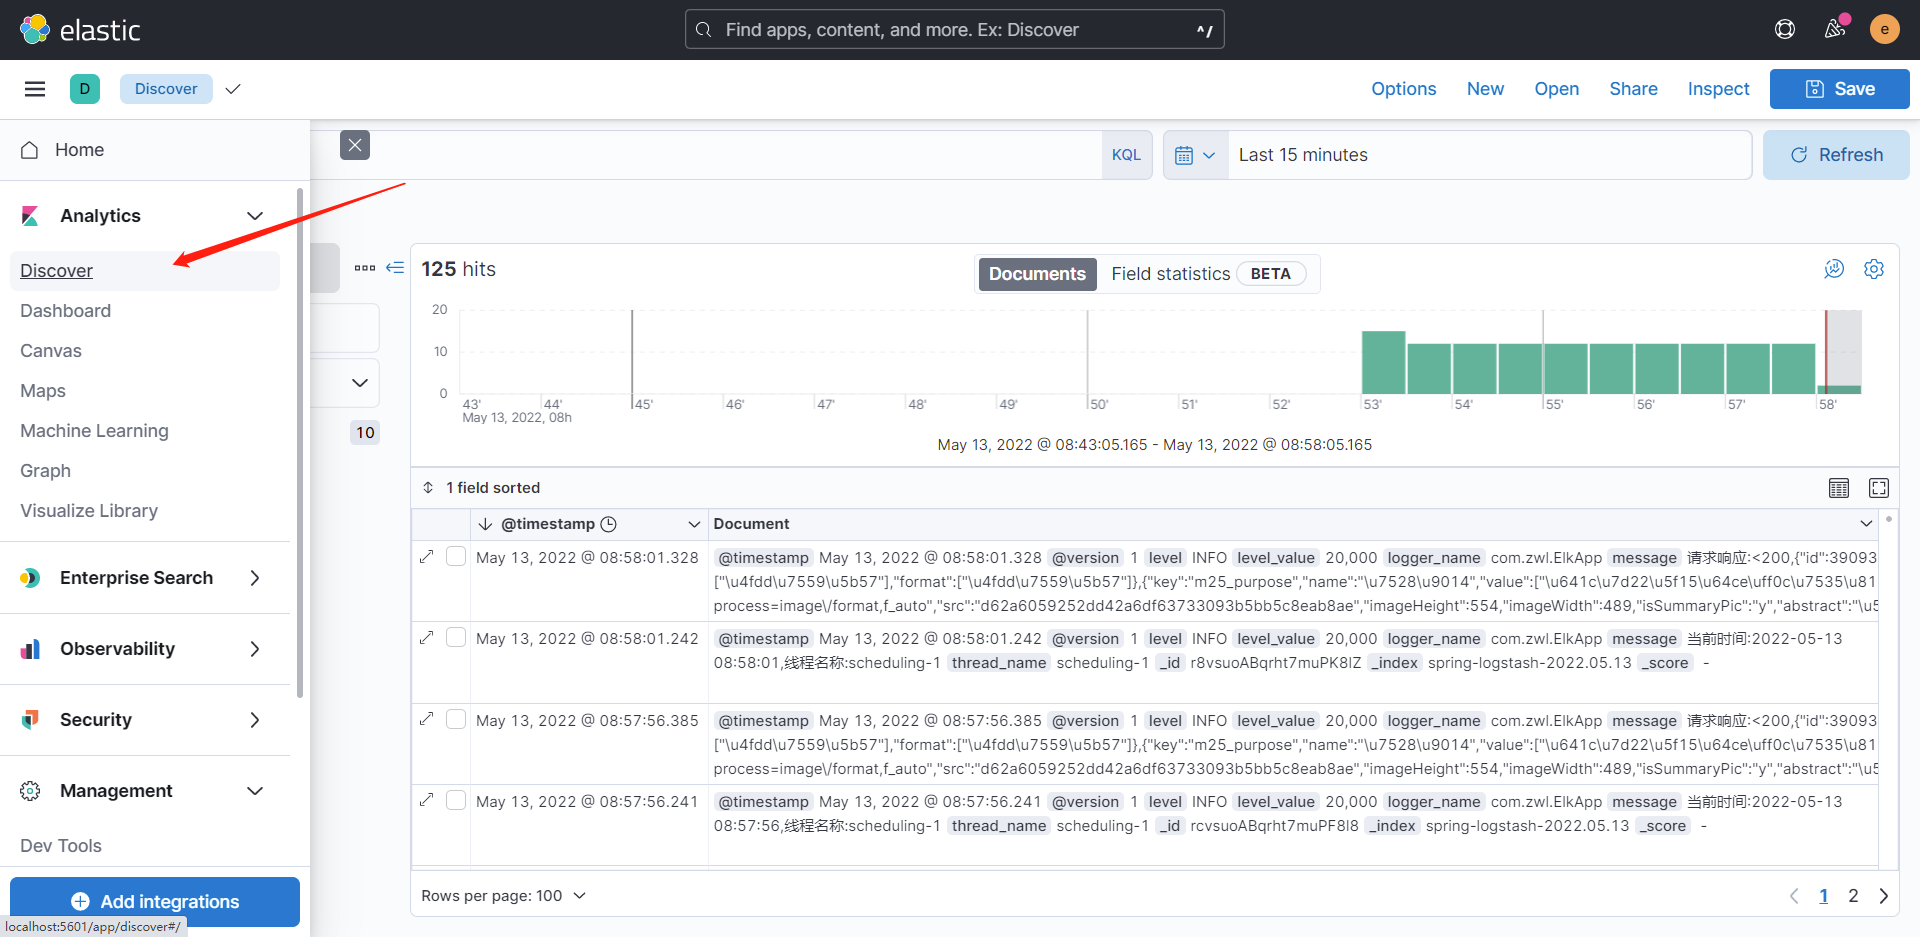 elastic
Find apps, content, and more. Ex: Discover
^/
e
D
Discover
Options
New
Open
Share
Inspect
Save
Home
KQL
Last 15 minutes
Refresh
Analytics
Discover
Dashboard
Canvas
Maps
Machine Learning
Graph
Visualize Library
Enterprise Search
Observability
Security
Management
Dev Tools
Add integrations
localhost:5601/app/discover#/
10
125 hits
Documents
Field statistics
BETA
20
10
0
43' 44' 45' 46' 47' 48' 49' 50' 51' 52' 53' 54' 55' 56' 57' 58'
May 13, 2022, 08h
May 13, 2022 @ 08:43:05.165 - May 13, 2022 @ 08:58:05.165
1 field sorted
@timestamp
Document
May 13, 2022 @ 08:58:01.328
@timestamp May 13, 2022 @ 08:58:01.328 @version 1 level INFO level_value 20,000 logger_name com.zwl.ElkApp message 请求响应:<200,{"id":39093
["\u4fdd\u7559\u5b57"],"format":["\u4fdd\u7559\u5b57"]},{"key":"m25_purpose","name":"\u7528\u9014","value":["\u641c\u7d22\u5f15\u64ce\uff0c\u7535\u81
process=image\/format,f_auto","src":"d62a6059252dd42a6df63733093b5bb5c8eab8ae","imageHeight":554,"imageWidth":489,"isSummaryPic":"y","abstract":"\u5
May 13, 2022 @ 08:58:01.242
@timestamp May 13, 2022 @ 08:58:01.242 @version 1 level INFO level_value 20,000 logger_name com.zwl.ElkApp message 当前时间:2022-05-13
08:58:01,线程名称:scheduling-1 thread_name scheduling-1 _id r8vsuoABqrht7muPK8lZ _index spring-logstash-2022.05.13 _score -
May 13, 2022 @ 08:57:56.385
@timestamp May 13, 2022 @ 08:57:56.385 @version 1 level INFO level_value 20,000 logger_name com.zwl.ElkApp message 请求响应:<200,{"id":39093
["\u4fdd\u7559\u5b57"],"format":["\u4fdd\u7559\u5b57"]},{"key":"m25_purpose","name":"\u7528\u9014","value":["\u641c\u7d22\u5f15\u64ce\uff0c\u7535\u81
process=image\/format,f_auto","src":"d62a6059252dd42a6df63733093b5bb5c8eab8ae","imageHeight":554,"imageWidth":489,"isSummaryPic":"y","abstract":"\u5
May 13, 2022 @ 08:57:56.241
@timestamp May 13, 2022 @ 08:57:56.241 @version 1 level INFO level_value 20,000 logger_name com.zwl.ElkApp message 当前时间:2022-05-13
08:57:56,线程名称:scheduling-1 thread_name scheduling-1 _id rcvsuoABqrht7muPF8l8 _index spring-logstash-2022.05.13 _score -
Rows per page: 100
1 2